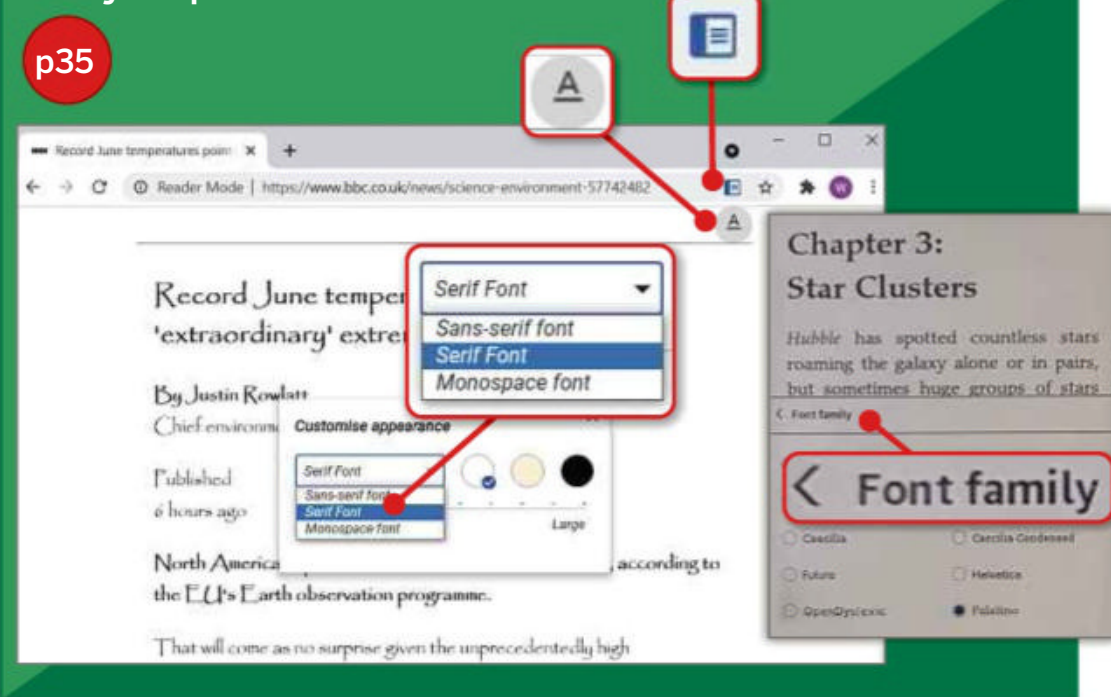 p35
A
Record June temperatures point
Reader Mode | https://www.bbc.co.uk/news/science-environment-57742482
W
A
Record June temper
'extraordinary' extre
By Justin Rowlatt
Chief environm
Published
6 hours ago
North America
, according to
the EU's Earth observation programme.
That will come as no surprise given the unprecedentedly high
Serif Font
Sans-serif font
Serif Font
Monospace font
Customise appearance
Serif Font
Sans-serif font
Serif Font
Monospace font
Large
Chapter 3:
Star Clusters
Hubble has spotted countless stars
roaming the galaxy alone or in pairs,
but sometimes huge groups of stars
< Font family
< Font family
Caecilia
Caecilia Condensed
Futura
Helvetica
OpenDyslexic
Palatino